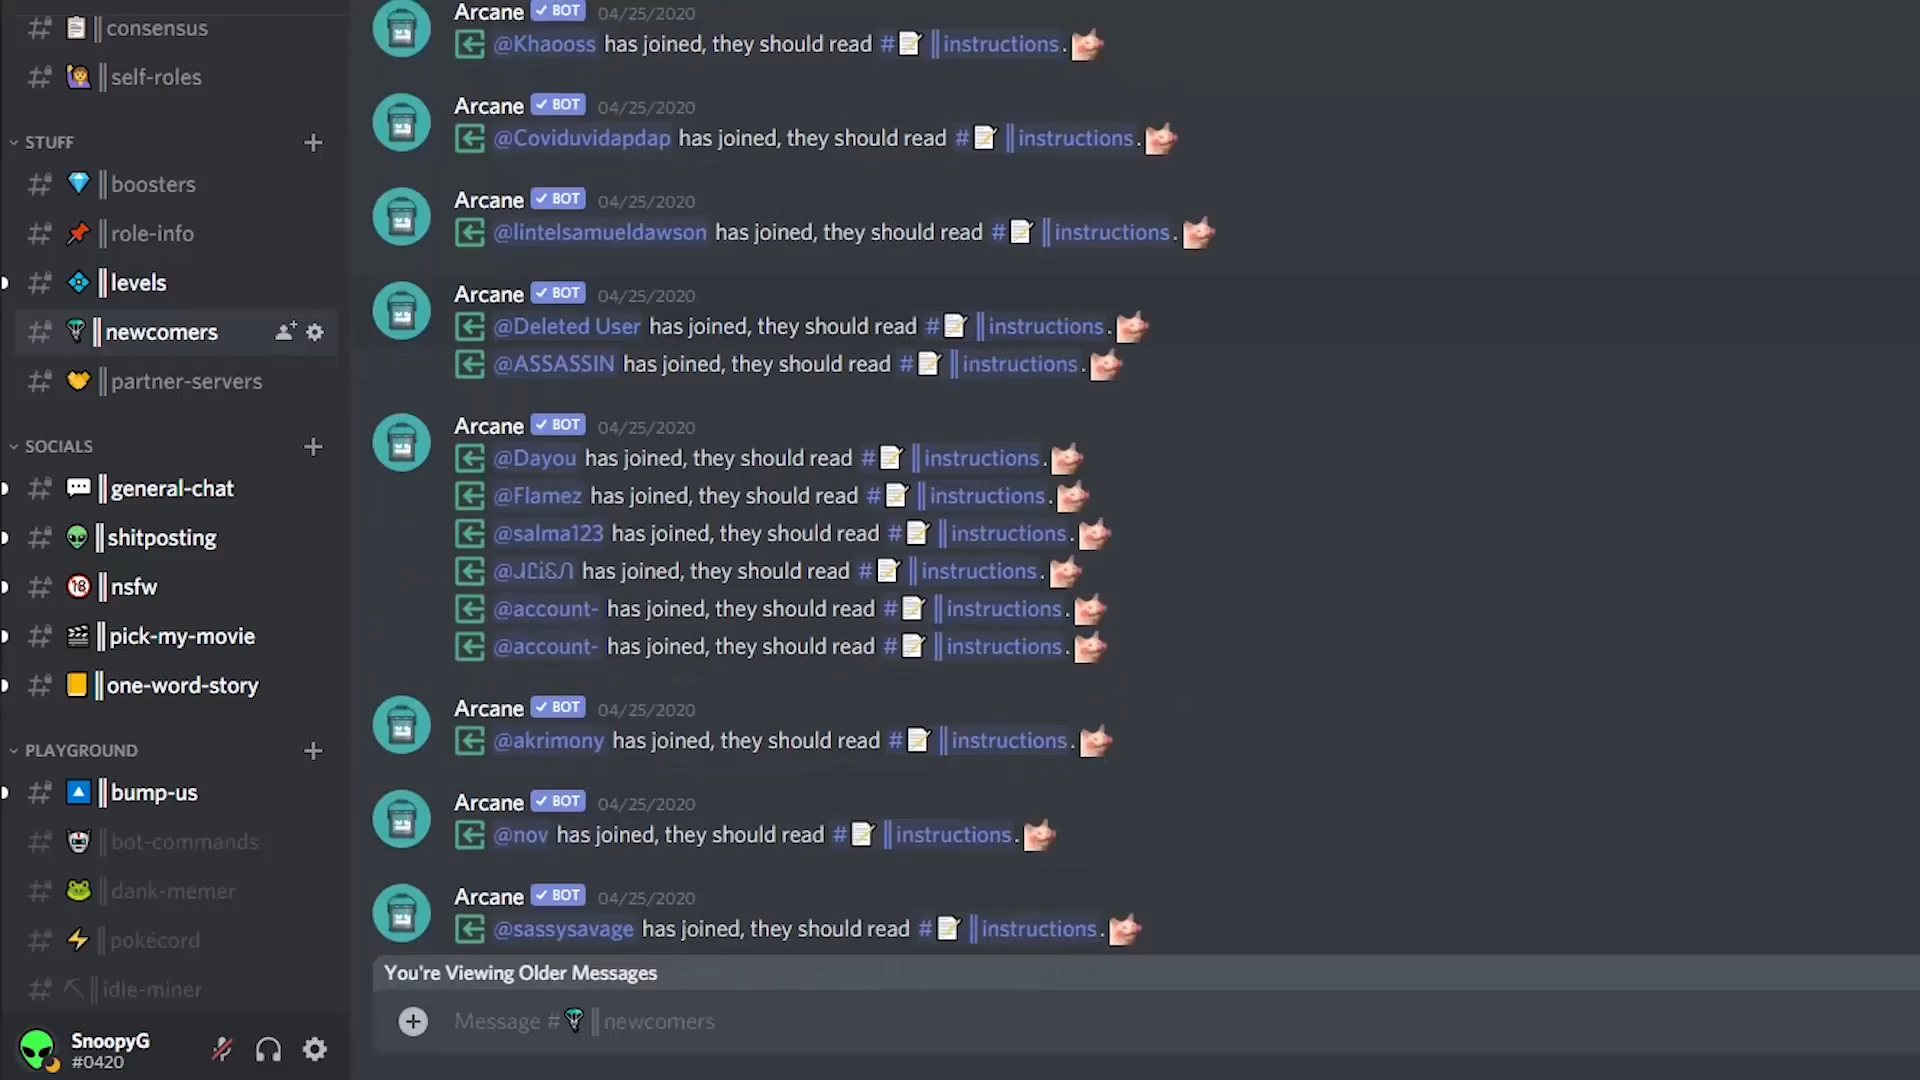 consensus
self-roles
STUFF
boosters
role-info
levels
newcomers
partner-servers
SOCIALS
general-chat
shitposting
nsfw
pick-my-movie
one-word-story
PLAYGROUND
bump-us
bot-commands
dank-memer
pokécord
idle-miner
SnoopyG
#0420
Arcane ✓ BOT 04/25/2020
@Khaooss has joined, they should read #📝║instructions.
Arcane ✓ BOT 04/25/2020
@Coviduvidapdap has joined, they should read #📝║instructions.
Arcane ✓ BOT 04/25/2020
@lintelsamueldawson has joined, they should read #📝║instructions.
Arcane ✓ BOT 04/25/2020
@Deleted User has joined, they should read #📝║instructions.
@ASSASSIN has joined, they should read #📝║instructions.
Arcane ✓ BOT 04/25/2020
@Dayou has joined, they should read #📝║instructions.
@Flamez has joined, they should read #📝║instructions.
@salma123 has joined, they should read #📝║instructions.
has joined, they should read #📝║instructions.
@account- has joined, they should read #📝║instructions.
@account- has joined, they should read #📝║instructions.
Arcane ✓ BOT 04/25/2020
@akrimony has joined, they should read #📝║instructions.
Arcane ✓ BOT 04/25/2020
@nov has joined, they should read #📝║instructions.
Arcane ✓ BOT 04/25/2020
@sassysavage has joined, they should read #📝║instructions.
You're Viewing Older Messages
Message #║newcomers